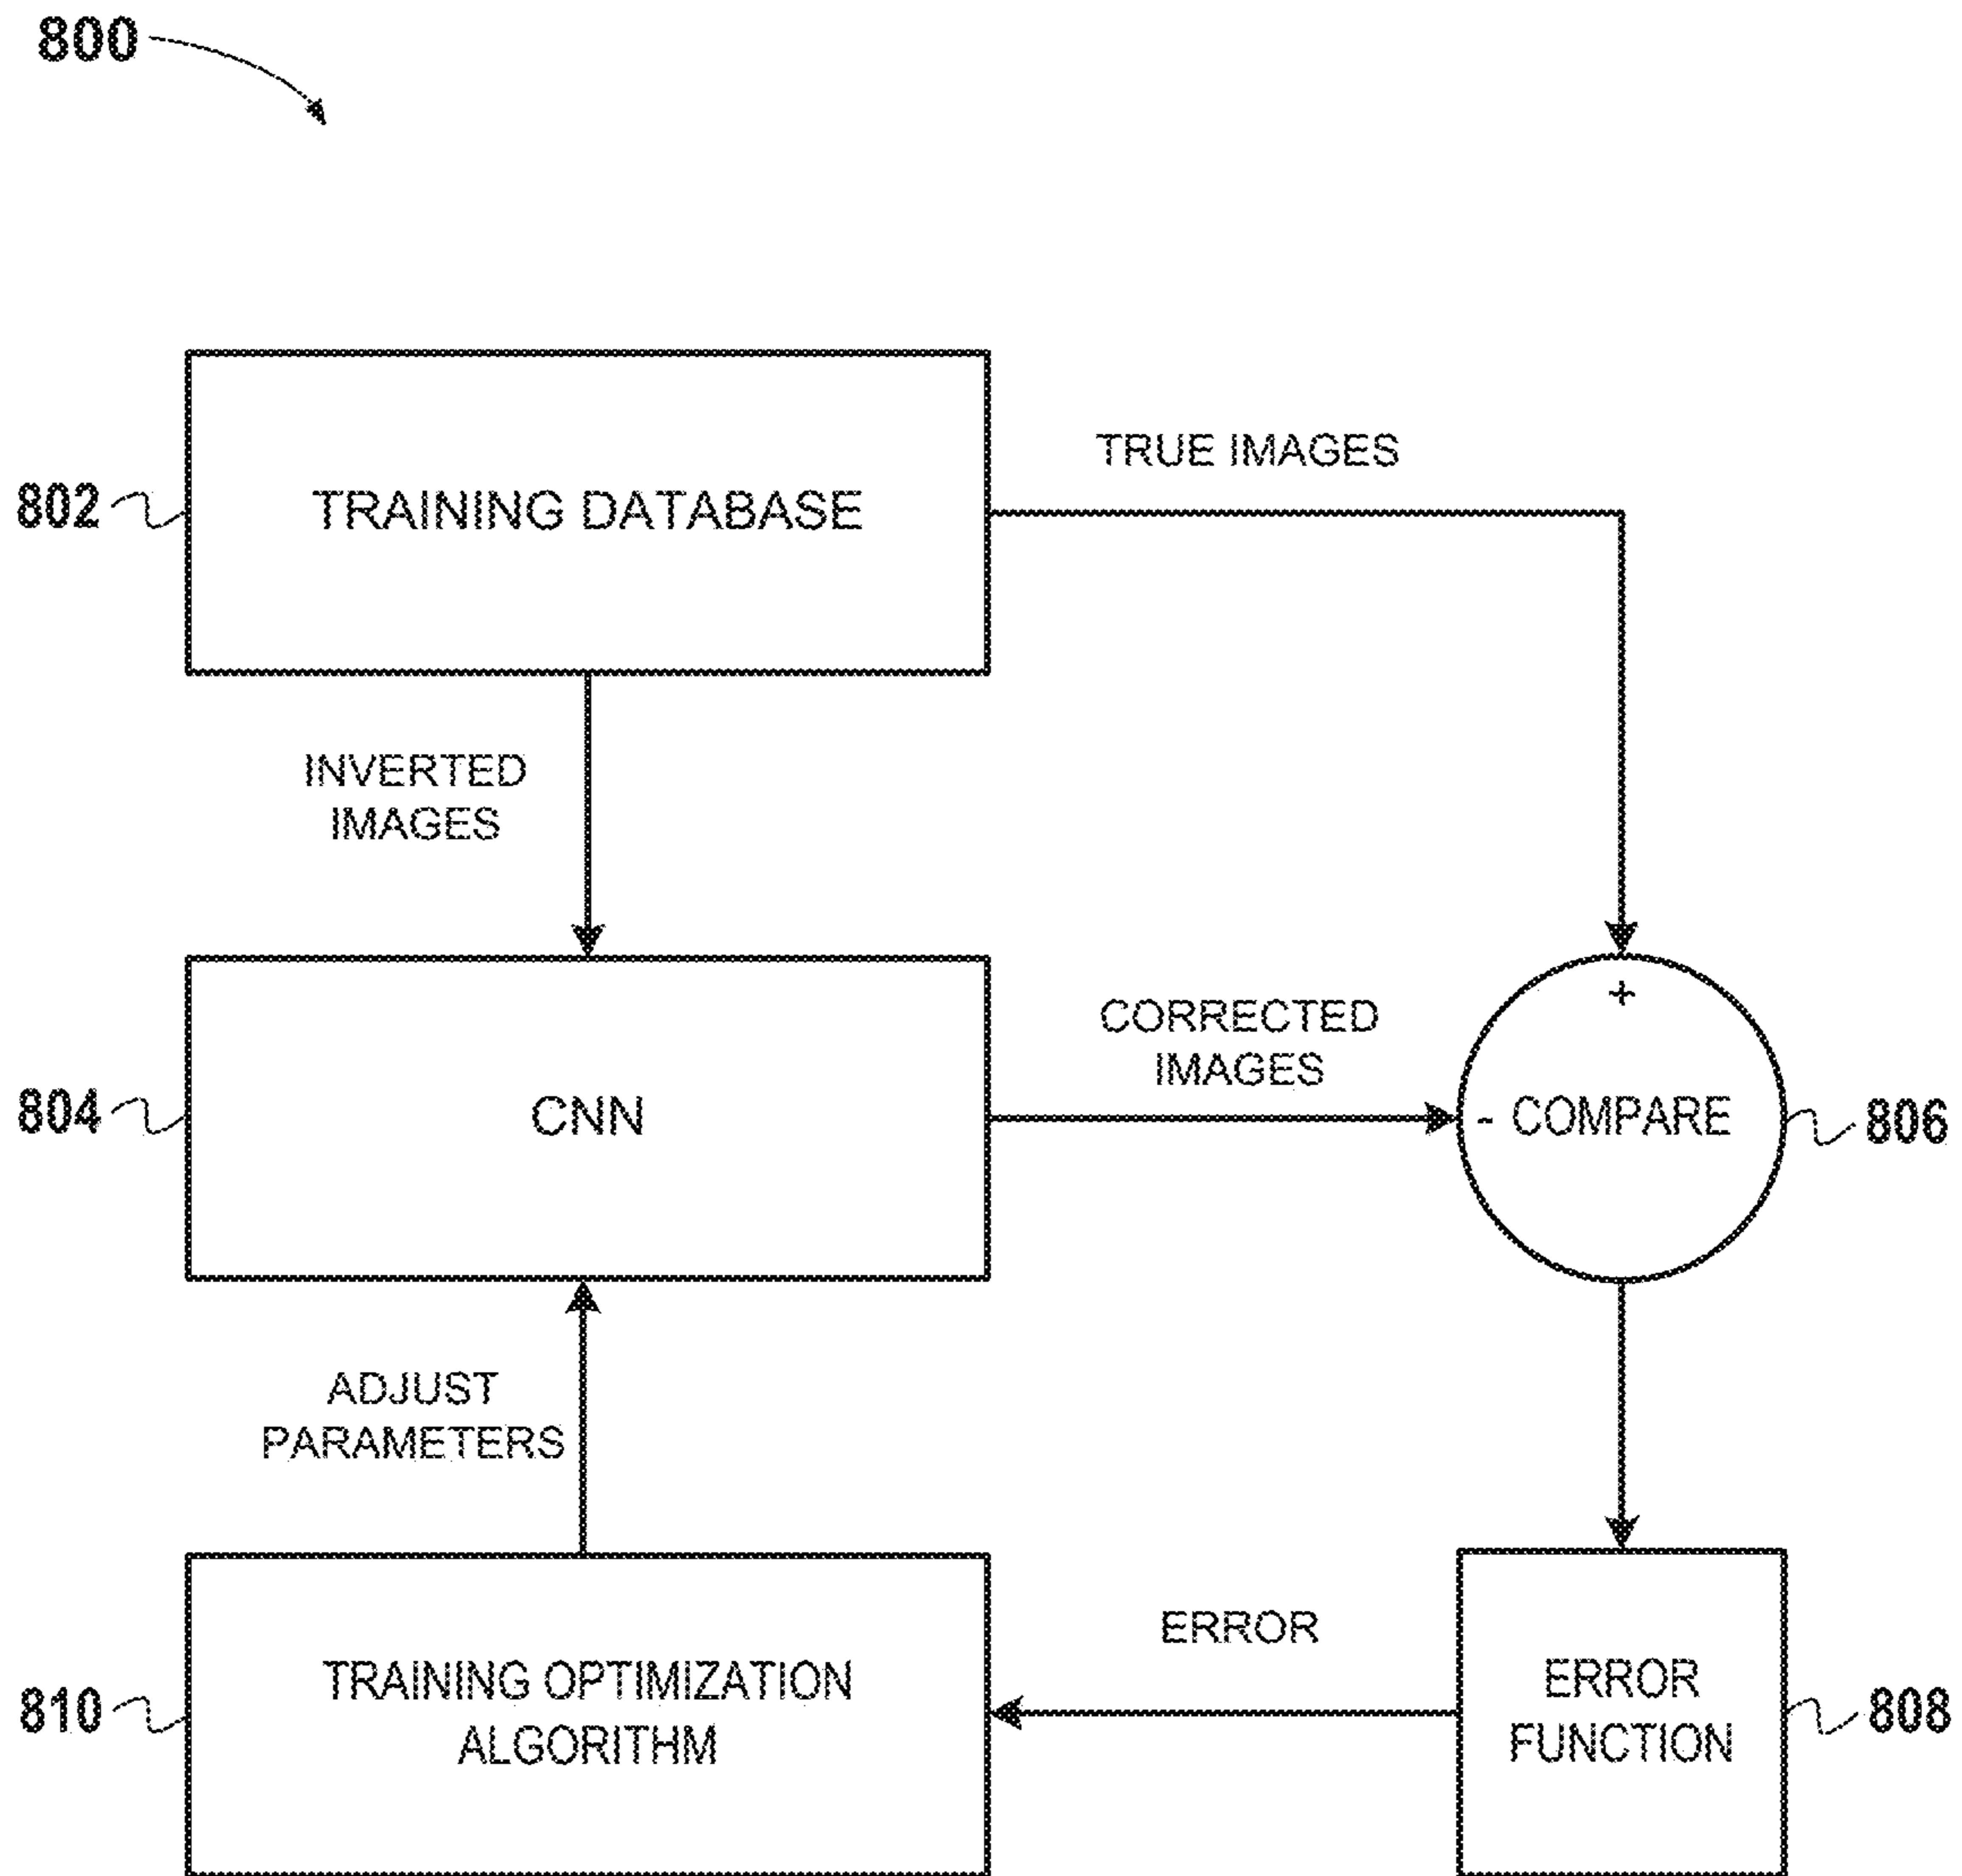 800
TRUE IMAGES
802
TRAINING DATABASE
INVERTED
IMAGES
+
CORRECTED
IMAGES
804
CNN
- COMPARE
806
ADJUST
PARAMETERS
ERROR
810
TRAINING OPTIMIZATION
ALGORITHM
ERROR
FUNCTION
808